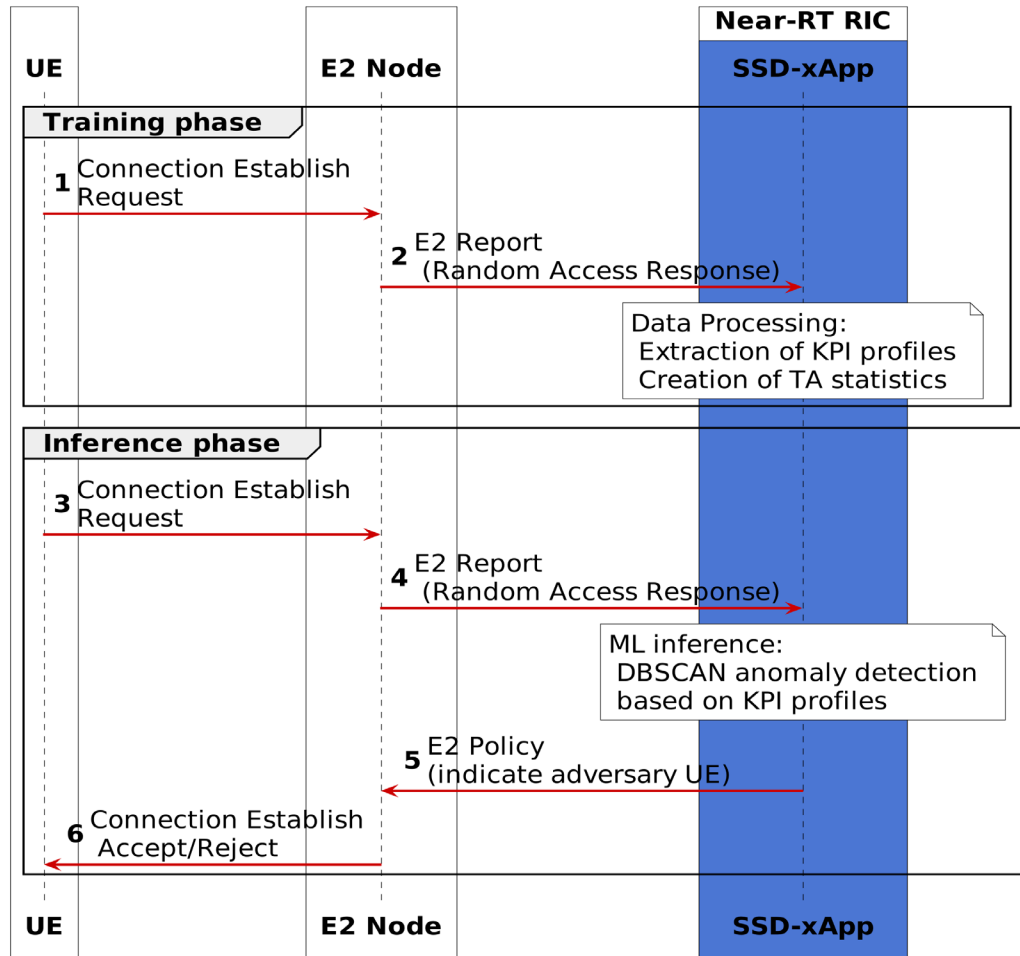 Near-RT RIC
UE
E2 Node
SSD-xApp
Training phase
1 Connection Establish
Request
2 E2 Report
(Random Access Response)
Data Processing:
Extraction of KPI profiles
Creation of TA statistics
Inference phase
3 Connection Establish
Request
4 E2 Report
(Random Access Response)
ML inference:
DBSCAN anomaly detection
based on KPI profiles
5 E2 Policy
(indicate adversary UE)
6 Connection Establish
Accept/Reject
UE
E2 Node
SSD-xApp